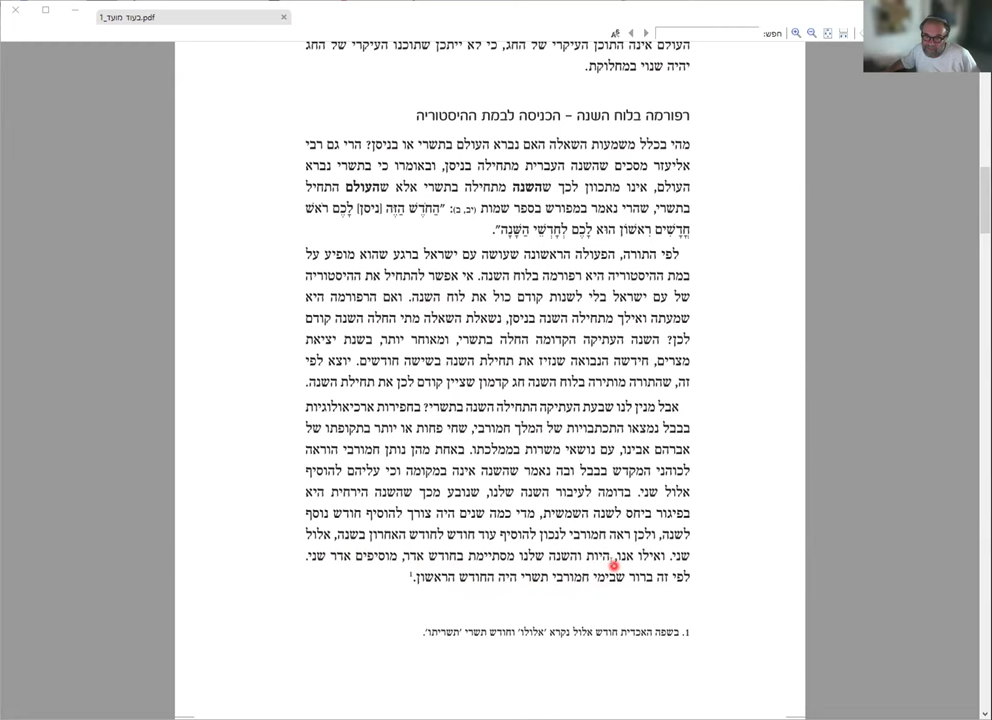 בעוד מועד_1.pdf
חפש:
העולם אינה התוכן העיקרי של החג, כי לא ייתכן שתוכנו העיקרי של החג
יהיה שנוי במחלוקת.
רפורמה בלוח השנה – הכניסה לבמת ההיסטוריה
מהי בכלל משמעות השאלה האם נברא העולם בתשרי או בניסן? הרי גם רבי
אליעזר מסכים שהשנה העברית מתחילה בניסן, ובאומרו כי בתשרי נברא
העולם, אינו מתכוון לכך שהשנה מתחילה בתשרי אלא שהעולם התחיל
בתשרי, שהרי נאמר במפורש בספר שמות (יב, ב): "הַחֹדֶשׁ הַזֶּה [ניסן] לָכֶם רֹאשׁ
חֳדָשִׁים רִאשׁוֹן הוּא לָכֶם לְחָדְשֵׁי הַשָּׁנָה".
לפי התורה, הפעולה הראשונה שעושה עם ישראל ברגע שהוא מופיע על
במת ההיסטוריה היא רפורמה בלוח השנה. אי אפשר להתחיל את ההיסטוריה
של עם ישראל בלי לשנות קודם כול את לוח השנה. ואם הרפורמה היא
שמעתה ואילך מתחילה השנה בניסן, נשאלת השאלה מתי החלה השנה קודם
לכן? השנה העתיקה הקדומה החלה בתשרי, ומאוחר יותר, בשנת יציאת
מצרים, חידשה הנבואה שנזיז את תחילת השנה בשישה חודשים. יוצא לפי
זה, שהתורה מותירה בלוח השנה חג קדמון שציין קודם לכן את תחילת השנה.
אבל מנין לנו שבעת העתיקה התחילה השנה בתשרי? בחפירות ארכיאולוגיות
בבבל נמצאו התכתבויות של המלך חמורבי, שחי פחות או יותר בתקופתו של
אברהם אבינו, עם נושאי משרות בממלכתו. באחת מהן נותן חמורבי הוראה
לכוהני המקדש בבבל ובה נאמר שהשנה אינה במקומה וכי עליהם להוסיף
אלול שני. בדומה לעיבור השנה שלנו, שנובע מכך שהשנה הירחית היא
בפיגור ביחס לשנה השמשית, מדי כמה שנים היה צורך להוסיף חודש נוסף
לשנה, ולכן ראה חמורבי לנכון להוסיף עוד חודש לחודש האחרון בשנה, אלול
שני. ואילו אנו, היות והשנה שלנו מסתיימת בחודש אדר, מוסיפים אדר שני.
לפי זה ברור שבימי חמורבי תשרי היה החודש הראשון.1
1. בשפה האכדית חודש אלול נקרא 'אלולו' וחודש תשרי 'תשריתו'.